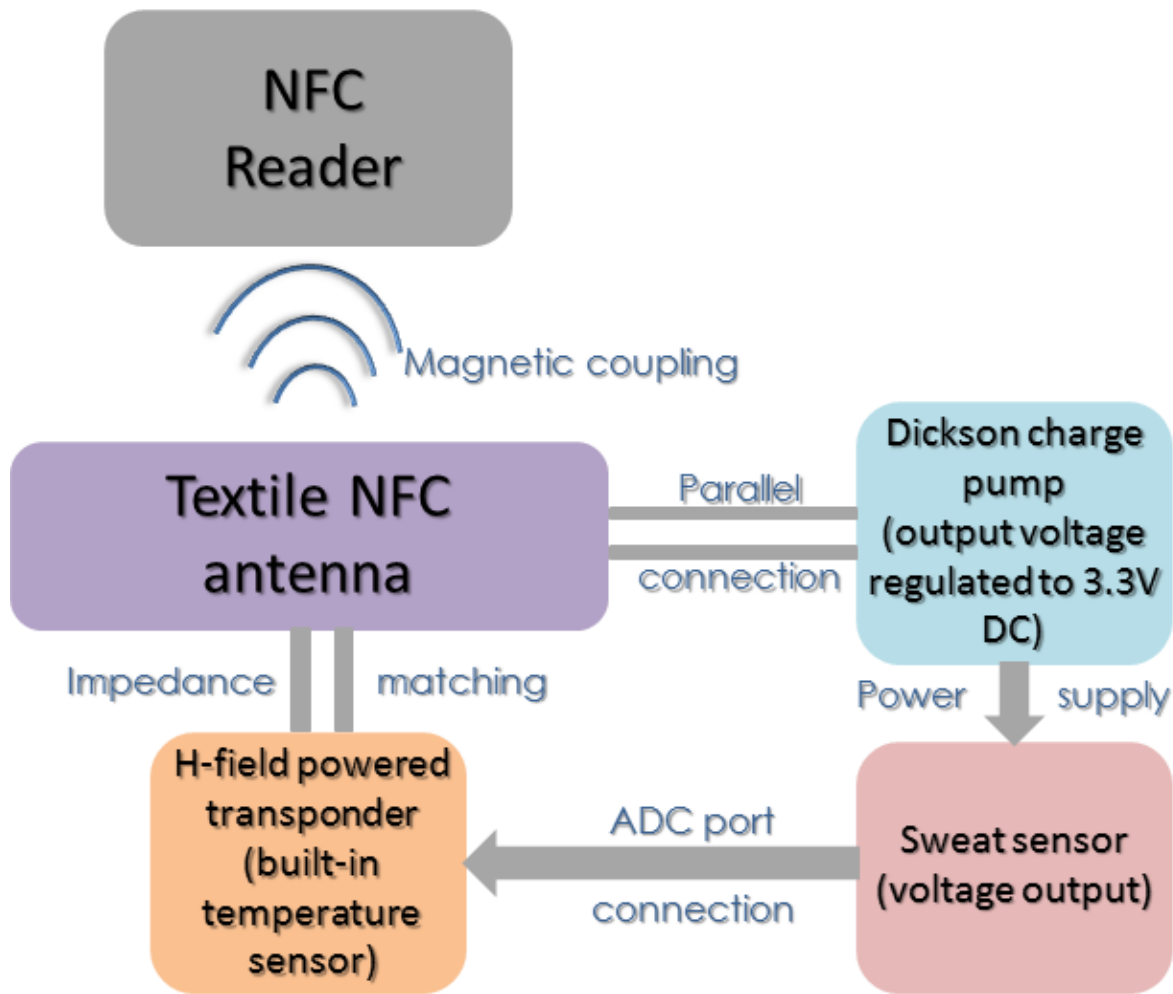 NFC
Reader
Magnetic coupling
Textile NFC
antenna
Parallel
connection
Dickson charge
pump
(output voltage
regulated to 3.3V
DC)
Impedance matching
Power supply
H-field powered
transponder
(built-in
temperature
sensor)
ADC port
connection
Sweat sensor
(voltage output)